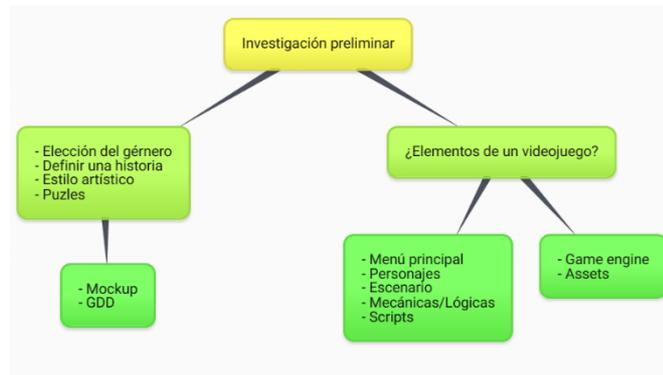 Investigación preliminar
- Elección del gérnero
- Definir una historia
- Estilo artístico
- Puzles
¿Elementos de un videojuego?
- Mockup
- GDD
- Menú principal
- Personajes
- Escenario
- Mecánicas/Lógicas
- Scripts
- Game engine
- Assets